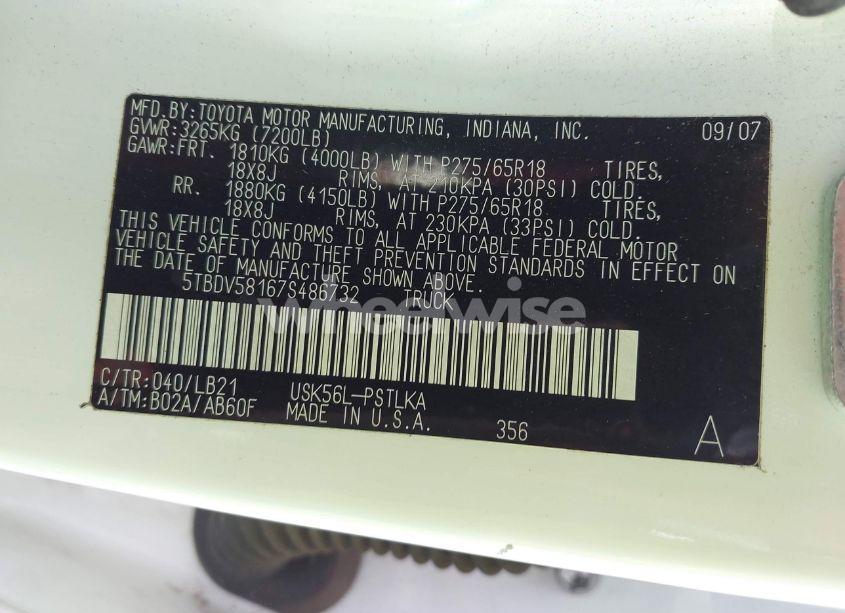 MFD.BY:TOYOTA MOTOR MANUFACTURING, INDIANA, INC. 09/07
GVWR:3265KG (7200LB)
GAWR:FRT. 1810KG (4000LB) WITH P275/65R18 TIRES,
18X8J RIMS, AT 210KPA (30PSI) COLD.
RR. 1880KG (4150LB) WITH P275/65R18 TIRES,
18X8J RIMS, AT 230KPA (33PSI) COLD.
THIS VEHICLE CONFORMS TO ALL APPLICABLE FEDERAL MOTOR
VEHICLE SAFETY AND THEFT PREVENTION STANDARDS IN EFFECT ON
THE DATE OF MANUFACTURE SHOWN ABOVE.
5TBDV58167S486732 TRUCK
wheelwise
C/TR:040/LB21 USK56L-PSTLKA
A/TM:B02A/AB60F MADE IN U.S.A. 356 A